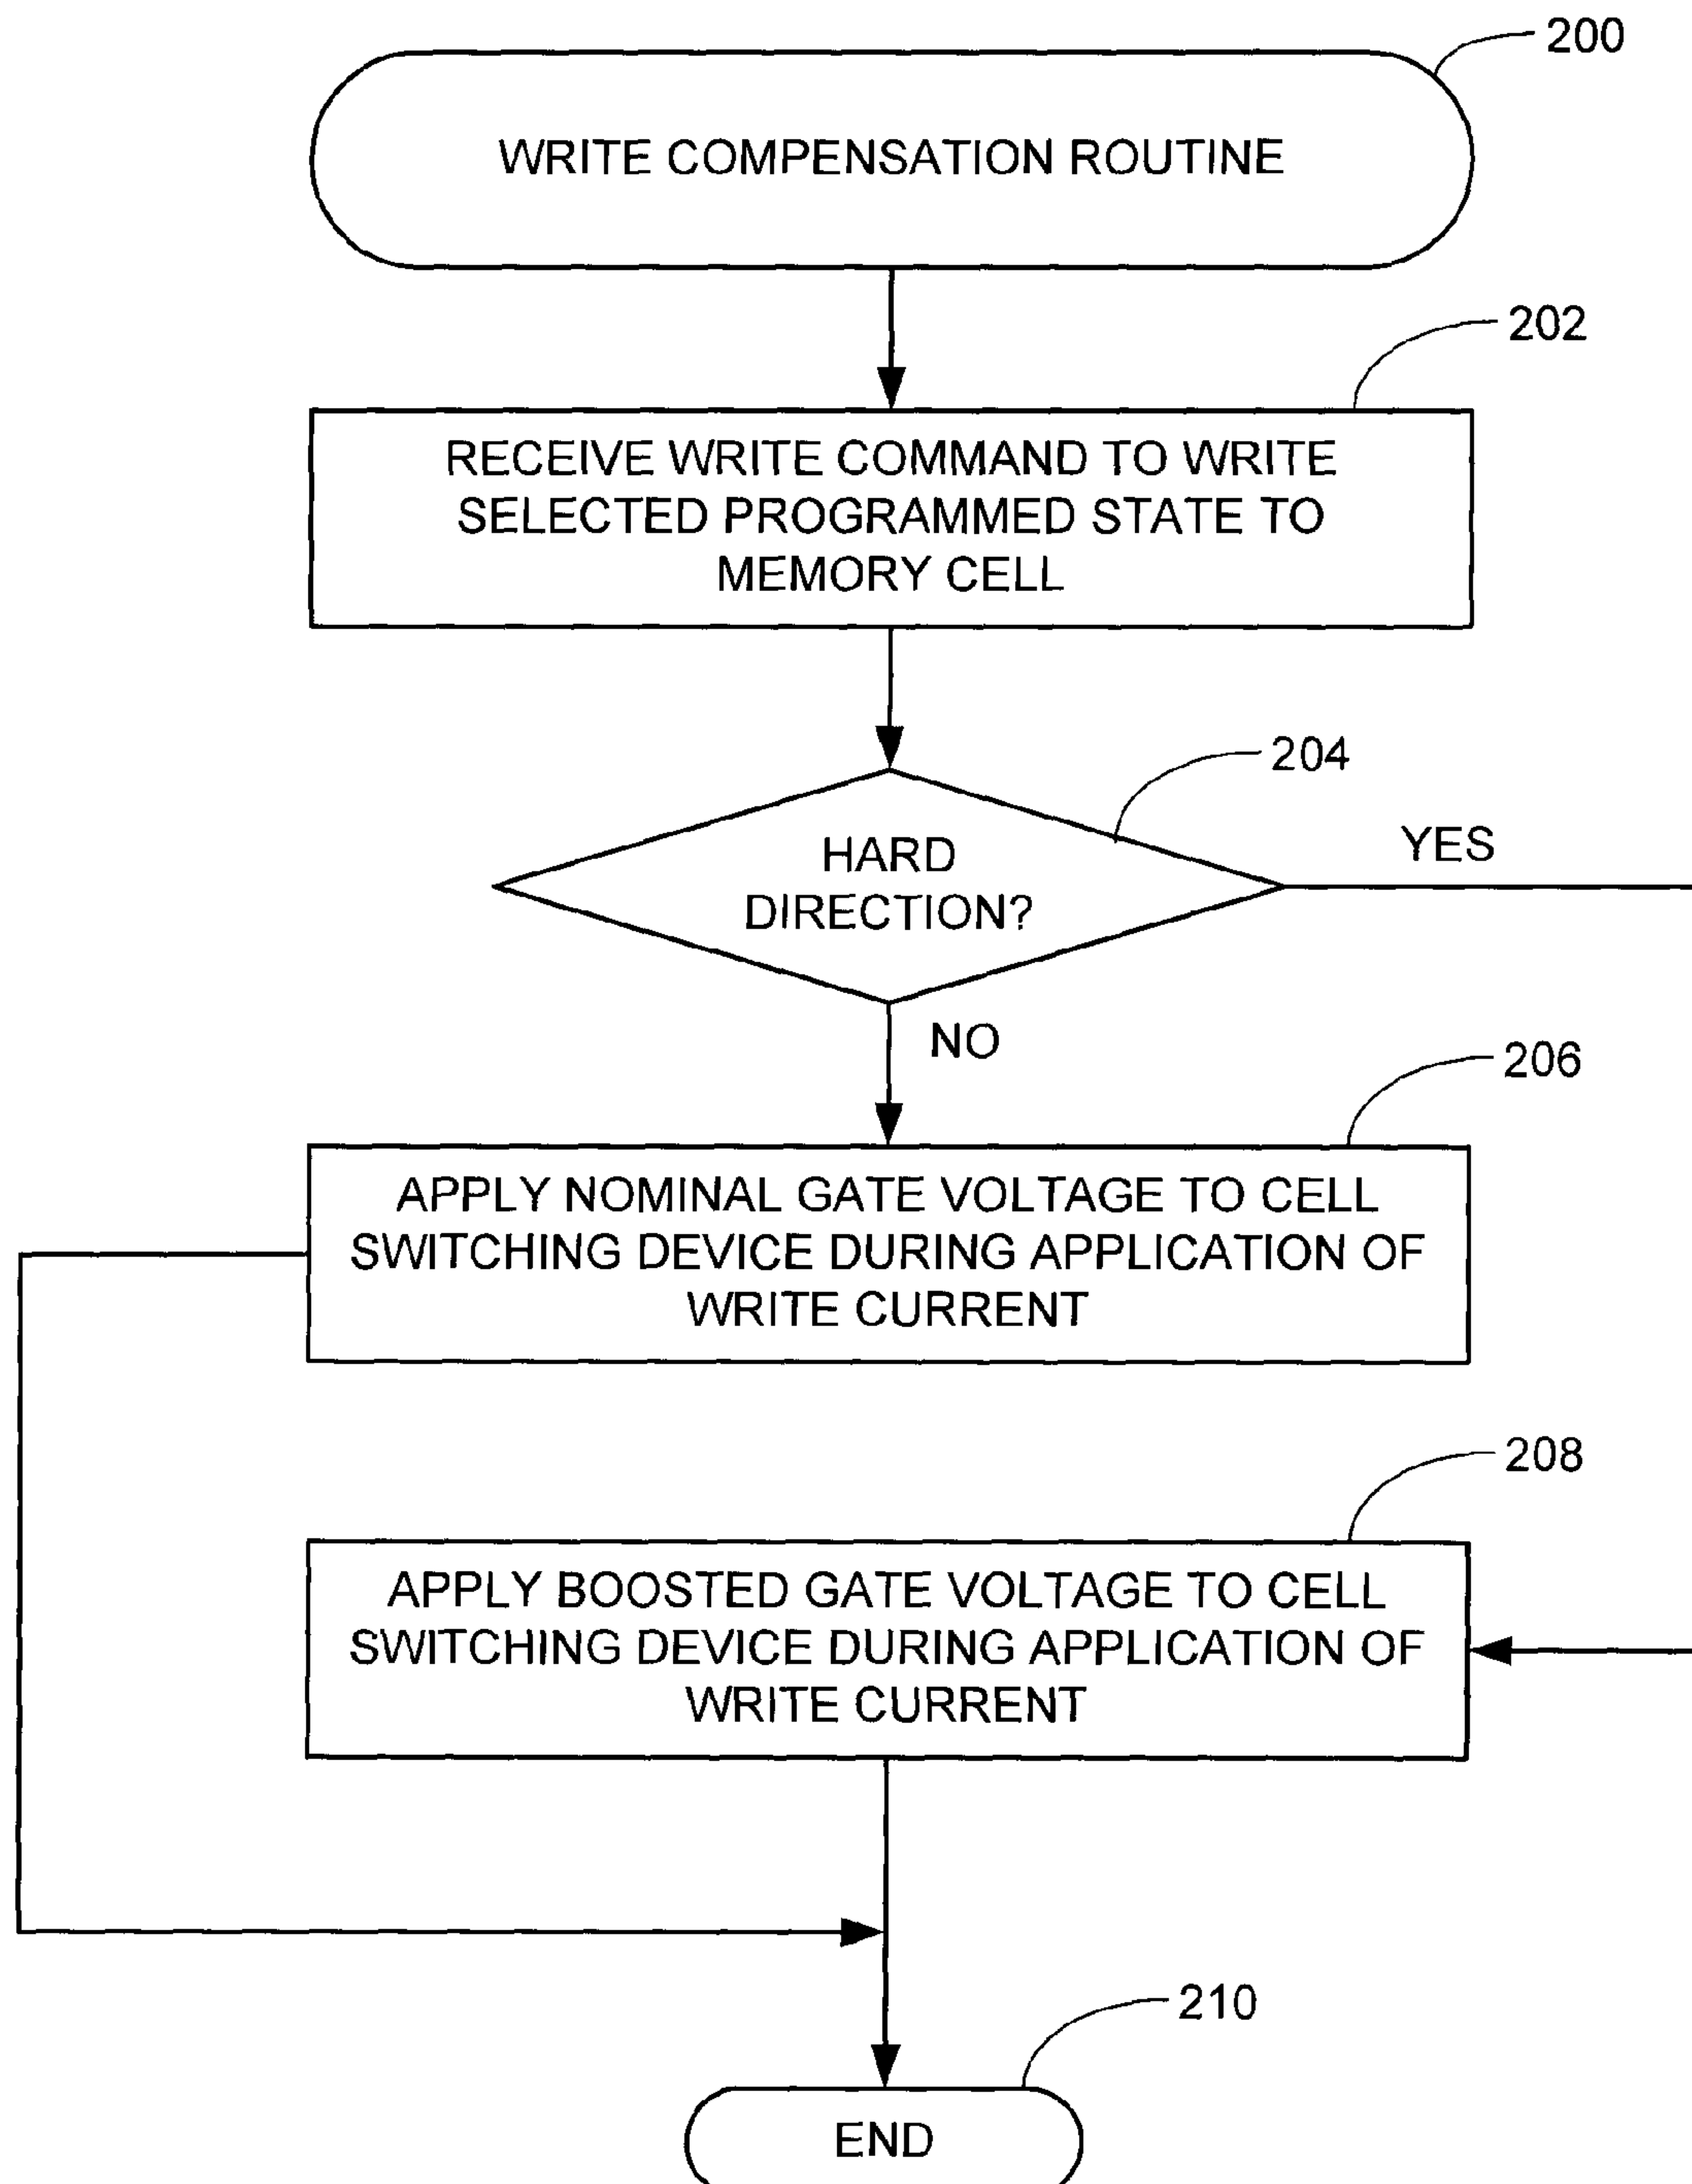 200
WRITE COMPENSATION ROUTINE
202
RECEIVE WRITE COMMAND TO WRITE
SELECTED PROGRAMMED STATE TO
MEMORY CELL
204
HARD
DIRECTION?
YES
NO
206
APPLY NOMINAL GATE VOLTAGE TO CELL
SWITCHING DEVICE DURING APPLICATION OF
WRITE CURRENT
208
APPLY BOOSTED GATE VOLTAGE TO CELL
SWITCHING DEVICE DURING APPLICATION OF
WRITE CURRENT
210
END